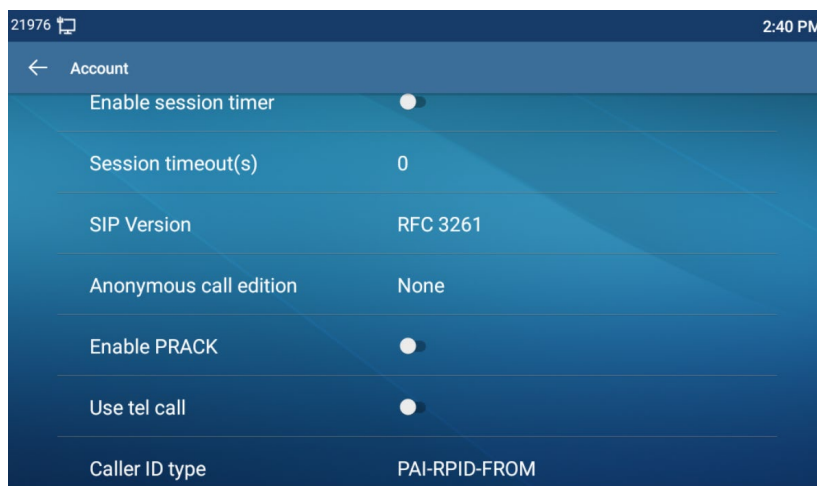 21976 2:40 PM
Account
Enable session timer
Session timeout(s) 0
SIP Version RFC 3261
Anonymous call edition None
Enable PRACK
Use tel call
Caller ID type PAI-RPID-FROM